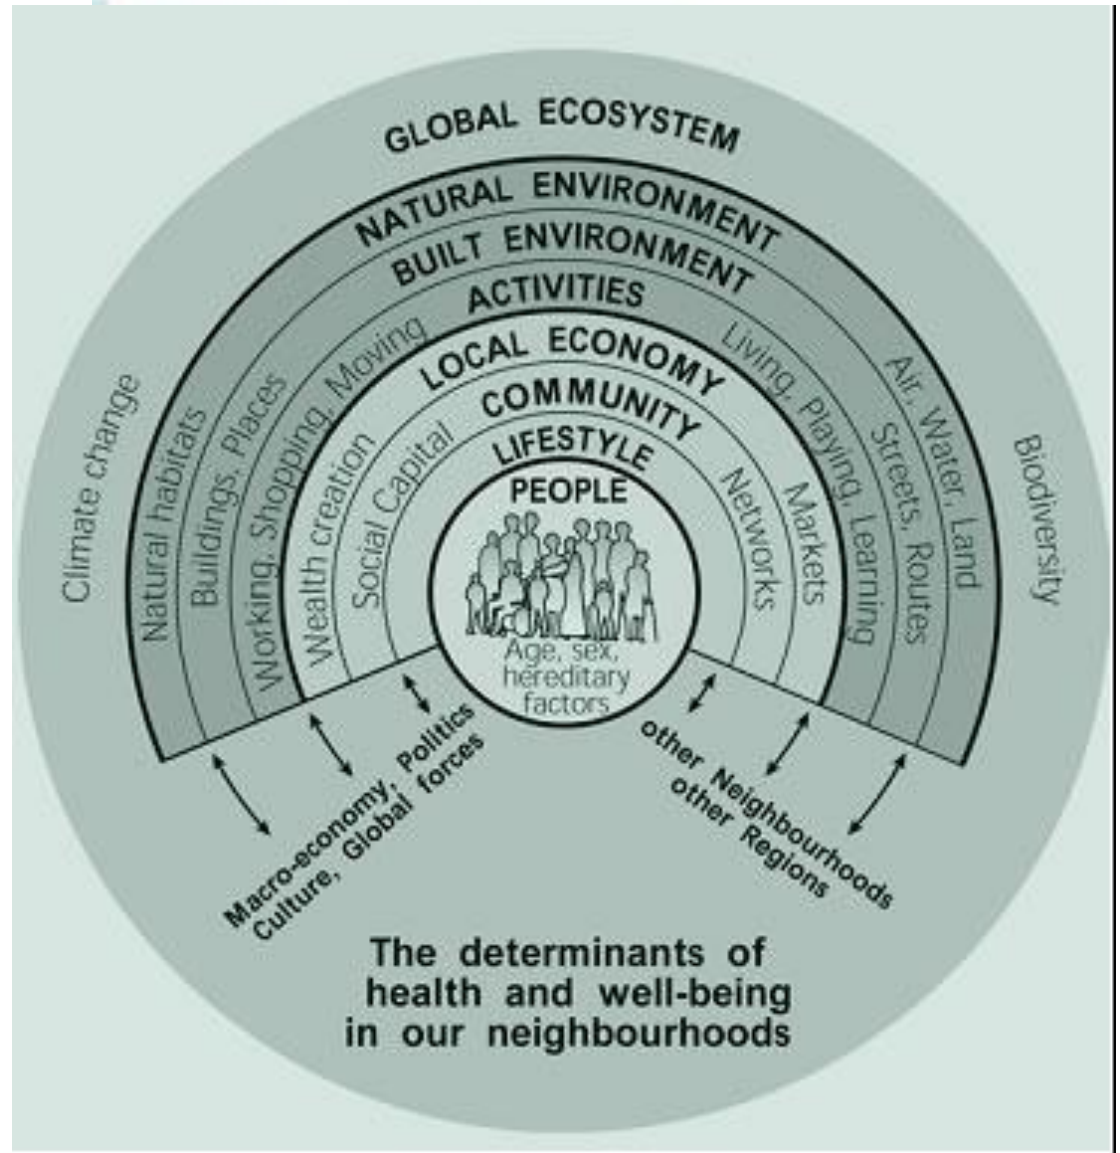 GLOBAL ECOSYSTEM
NATURAL ENVIRONMENT
BUILT ENVIRONMENT
ACTIVITIES
LOCAL ECONOMY
COMMUNITY
LIFESTYLE
PEOPLE
Age, sex,
hereditary
factors
Climate change
Natural habitats
Buildings, Places
Working, Shopping, Moving
Wealth creation
Social Capital
Networks
Markets
Living, Playing, Learning
Streets, Routes
Air, Water, Land
Biodiversity
Macro-economy, Politics
Culture, Global forces
other Neighbourhoods
other Regions
The determinants of
health and well-being
in our neighbourhoods